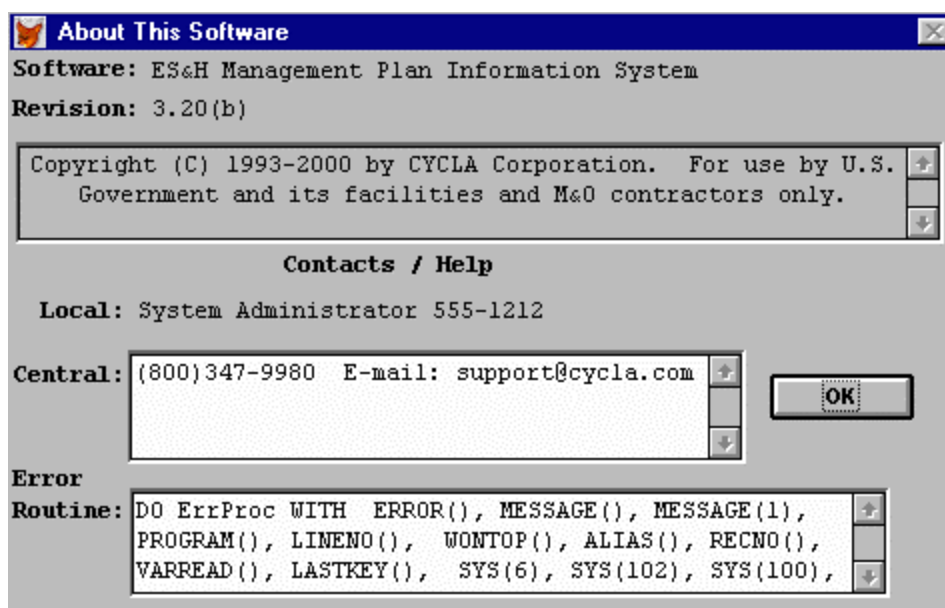 About This Software
Software: ES&H Management Plan Information System
Revision: 3.20(b)
Copyright (C) 1993-2000 by CYCLA Corporation. For use by U.S.
Government and its facilities and M&O contractors only.
Contacts / Help
Local: System Administrator 555-1212
Central: (800)347-9980 E-mail: support@cycla.com
OK
Error
Routine: DO ErrProc WITH ERROR(), MESSAGE(), MESSAGE(1),
PROGRAM(), LINENO(), WONTOP(), ALIAS(), RECNO(),
VARREAD(), LASTKEY(), SYS(6), SYS(102), SYS(100),